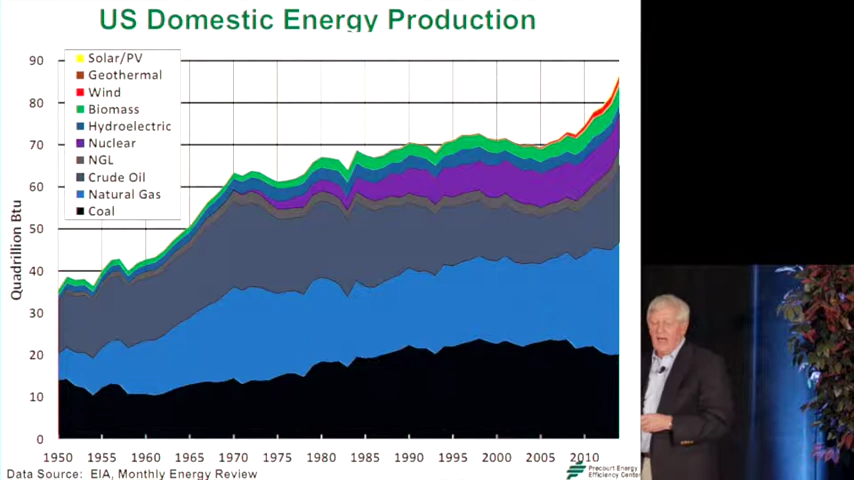 US Domestic Energy Production
Quadrillion Btu
90
80
70
60
50
40
30
20
10
0
Solar/PV
Geothermal
Wind
Biomass
Hydroelectric
Nuclear
NGL
Crude Oil
Natural Gas
Coal
1950 1955 1960 1965 1970 1975 1980 1985 1990 1995 2000 2005 2010
Data Source: EIA, Monthly Energy Review
Precourt Energy
Efficiency Center